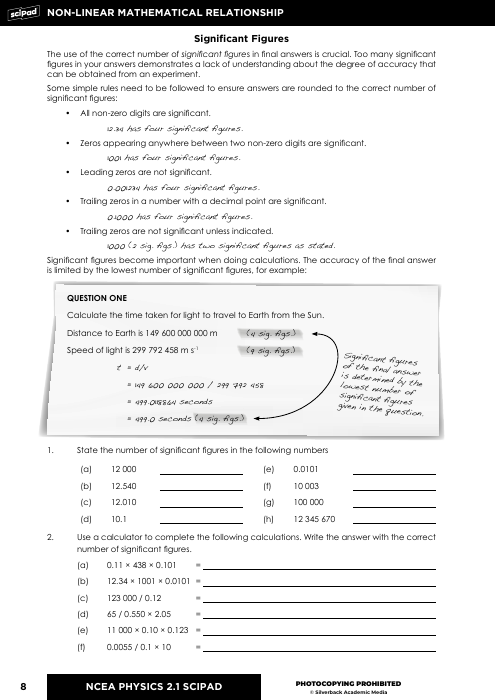 scipad NON-LINEAR MATHEMATICAL RELATIONSHIP
Significant Figures
The use of the correct number of significant figures in final answers is crucial. Too many significant
figures in your answers demonstrates a lack of understanding about the degree of accuracy that
can be obtained from an experiment.
Some simple rules need to be followed to ensure answers are rounded to the correct number of
significant figures:
• All non-zero digits are significant.
12.34 has four significant figures.
• Zeros appearing anywhere between two non-zero digits are significant.
1001 has four significant figures.
• Leading zeros are not significant.
0.001234 has four significant figures.
• Trailing zeros in a number with a decimal point are significant.
0.1000 has four significant figures.
• Trailing zeros are not significant unless indicated.
1000 (2 sig. figs.) has two significant figures as stated.
Significant figures become important when doing calculations. The accuracy of the final answer
is limited by the lowest number of significant figures, for example:
QUESTION ONE
Calculate the time taken for light to travel to Earth from the Sun.
Distance to Earth is 149 600 000 000 m (4 sig. figs.)
Speed of light is 299 792 458 m s⁻¹ (9 sig. figs.)
t = d/v
= 149 600 000 000 / 299 792 458
= 499.018864 seconds
= 499.0 seconds (4 sig. figs.)
Significant figures
of the final answer
is determined by the
lowest number of
significant figures
given in the question.
1. State the number of significant figures in the following numbers
(a) 12 000 (e) 0.0101
(b) 12.540 (f) 10 003
(c) 12.010 (g) 100 000
(d) 10.1 (h) 12 345 670
2. Use a calculator to complete the following calculations. Write the answer with the correct
number of significant figures.
(a) 0.11 × 438 × 0.101 =
(b) 12.34 × 1001 × 0.0101 =
(c) 123 000 / 0.12 =
(d) 65 / 0.550 × 2.05 =
(e) 11 000 × 0.10 × 0.123 =
(f) 0.0055 / 0.1 × 10 =
8 NCEA PHYSICS 2.1 SCIPAD PHOTOCOPYING PROHIBITED
© Silverback Academic Media